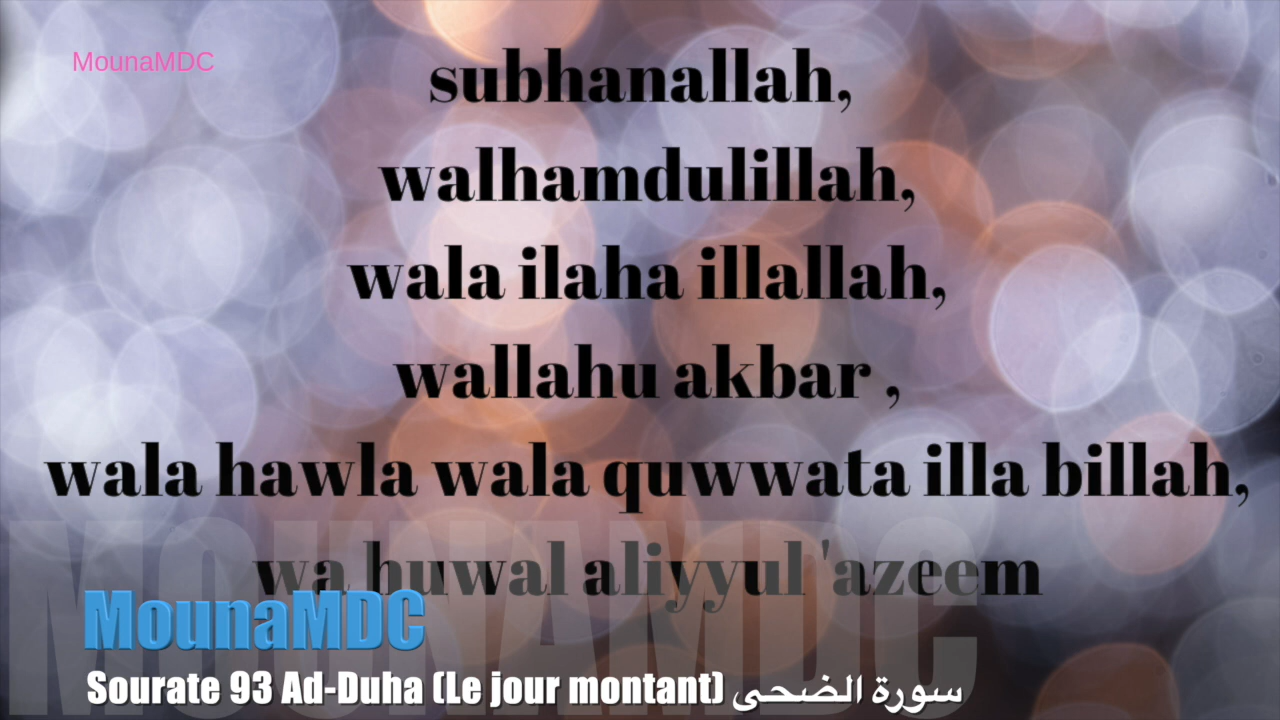 MounaMDC
subhanallah,
walhamdulillah,
wala ilaha illallah,
wallahu akbar ,
wala hawla wala quwwata illa billah,
wa huwal aliyyul 'azeem
MOUNAMDC
MounaMDC
Sourate 93 Ad-Duha (Le jour montant) سورة الضحى